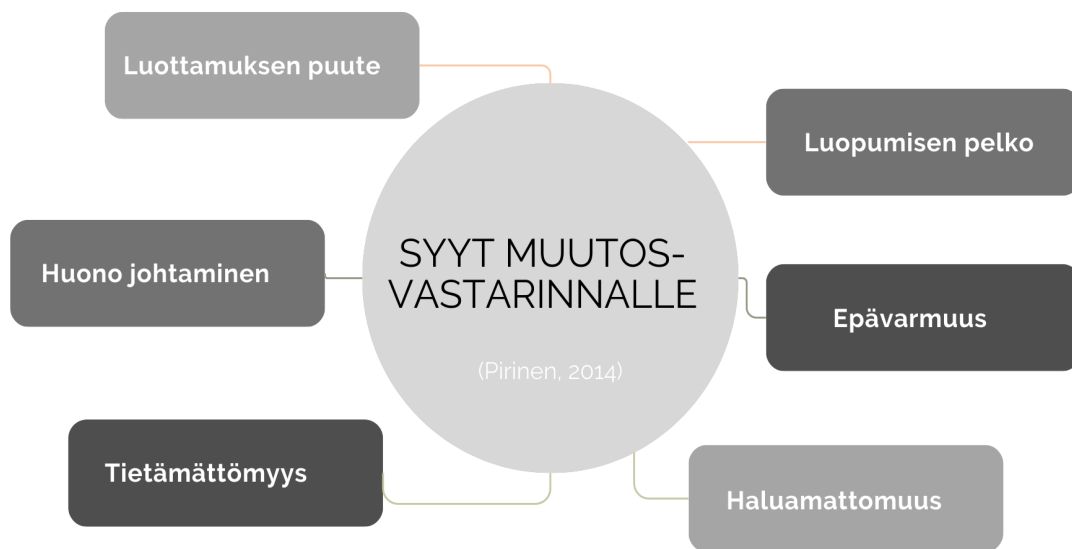 Luottamuksen puute
Luopumisen pelko
Huono johtaminen
SYYT MUUTOS-
VASTARINNALLE
(Pirinen, 2014)
Epävarmuus
Tietämättömyys
Haluamattomuus